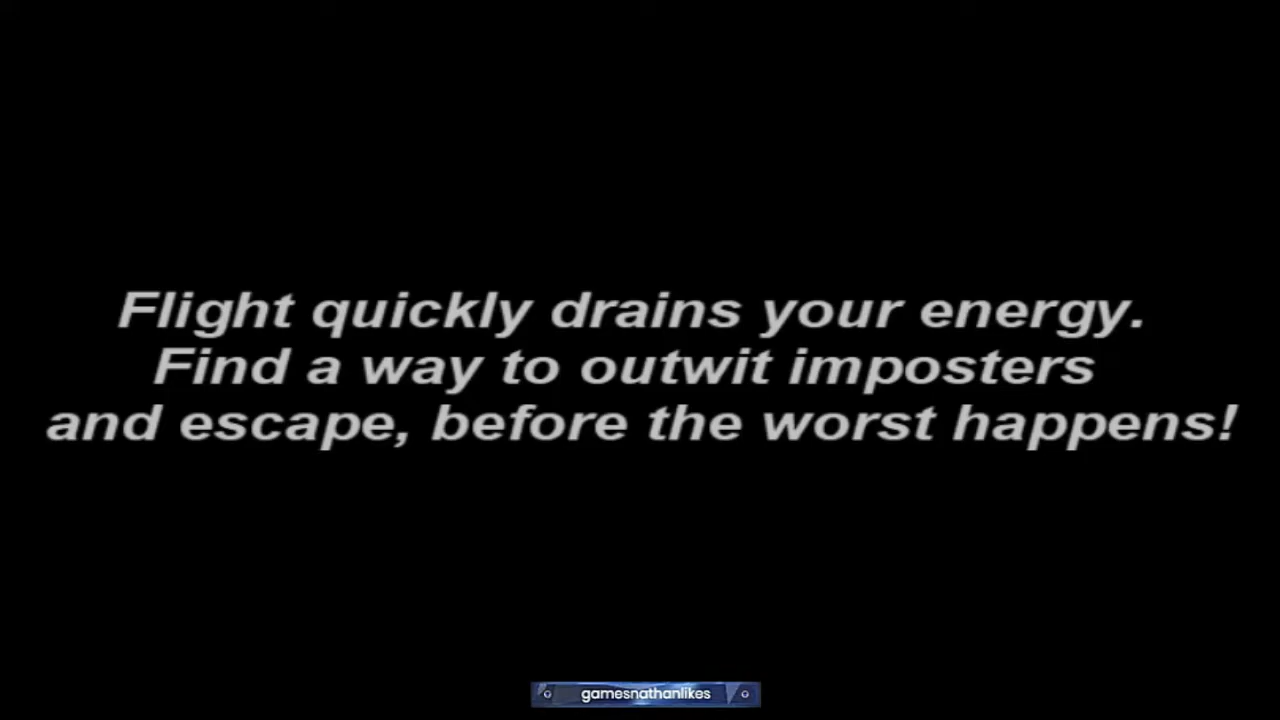 Flight quickly drains your energy.
Find a way to outwit imposters
and escape, before the worst happens!
gamesnathanlikes